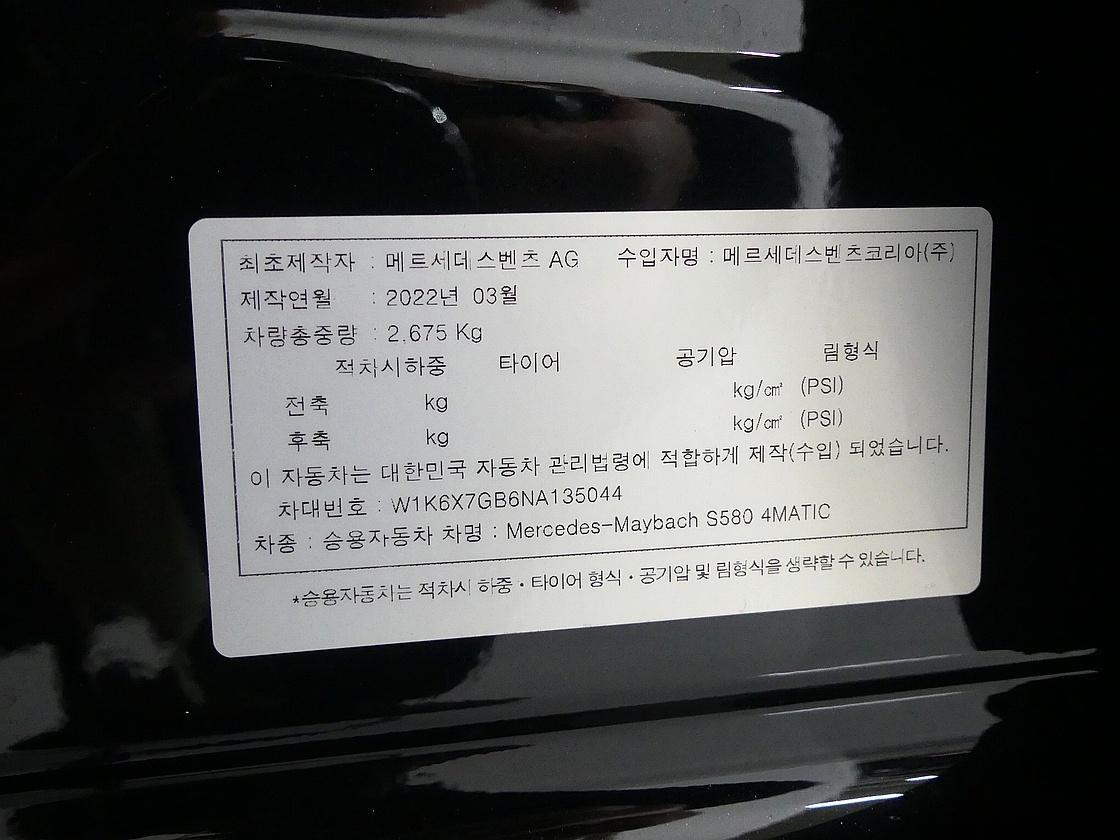 최초제작자 : 메르세데스벤츠 AG 수입자명 : 메르세데스벤츠코리아(주)
제작연월 : 2022년 03월
차량총중량 : 2.675 Kg
적차시하중 타이어 공기압 림형식
전축 kg kg/㎠ (PSI)
후축 kg kg/㎠ (PSI)
이 자동차는 대한민국 자동차 관리법령에 적합하게 제작(수입) 되었습니다.
차대번호 : W1K6X7GB6NA135044
차종 : 승용자동차 차명 : Mercedes-Maybach S580 4MATIC
*승용자동차는 적차시 하중·타이어 형식·공기압 및 림형식을 생략할 수 있습니다.